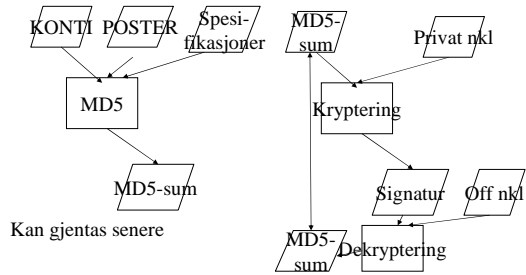 KONTI
POSTER
Spesi-
fikasjoner
MD5
MD5-sum
Kan gjentas senere
MD5-
sum
Privat nkl
Kryptering
Signatur
Off nkl
MD5-
sum
Dekryptering